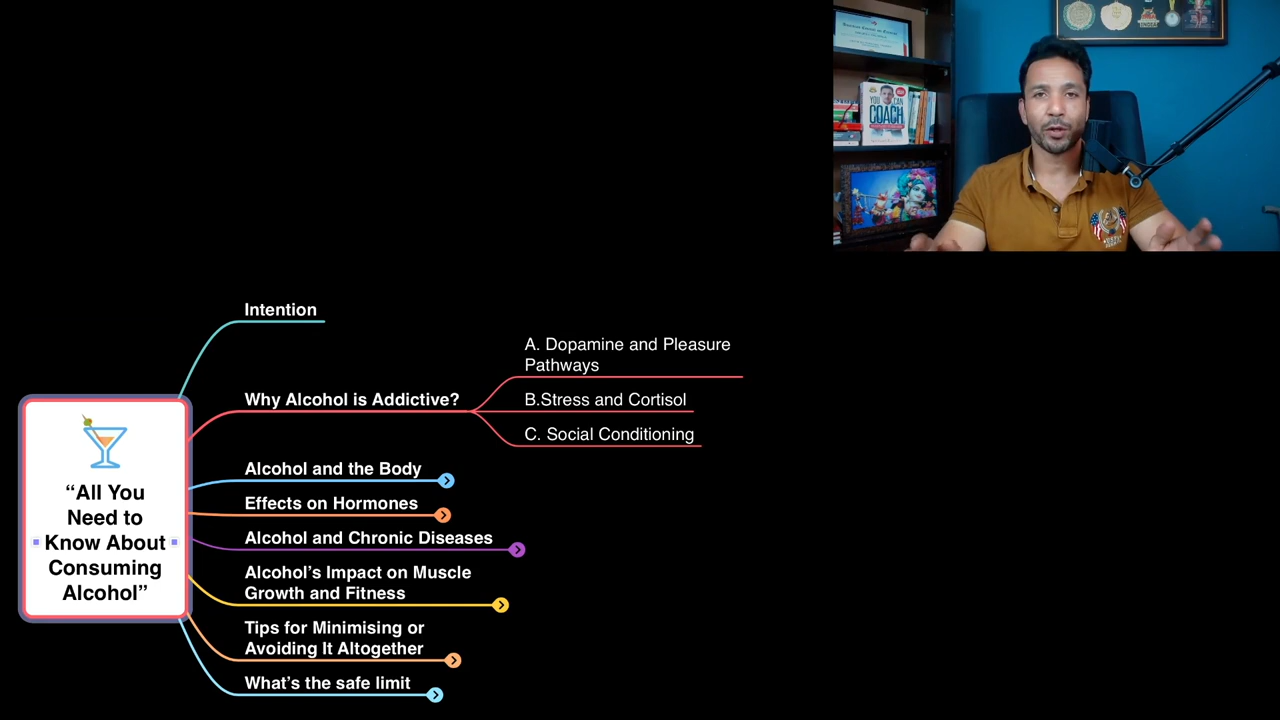 YOU CAN
COACH
Intention
A. Dopamine and Pleasure
Pathways
Why Alcohol is Addictive?
B.Stress and Cortisol
C. Social Conditioning
“All You
Need to
Know About
Consuming
Alcohol”
Alcohol and the Body
Effects on Hormones
Alcohol and Chronic Diseases
Alcohol’s Impact on Muscle
Growth and Fitness
Tips for Minimising or
Avoiding It Altogether
What’s the safe limit